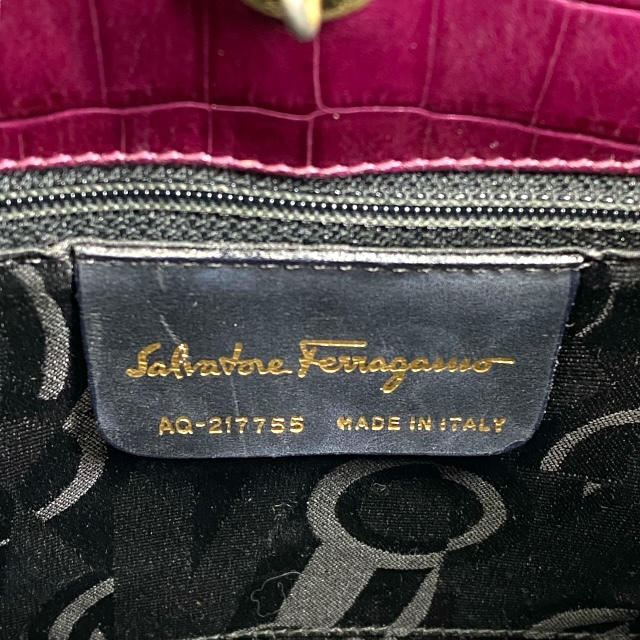 Salvatore Ferragamo
AQ-217755 MADE IN ITALY